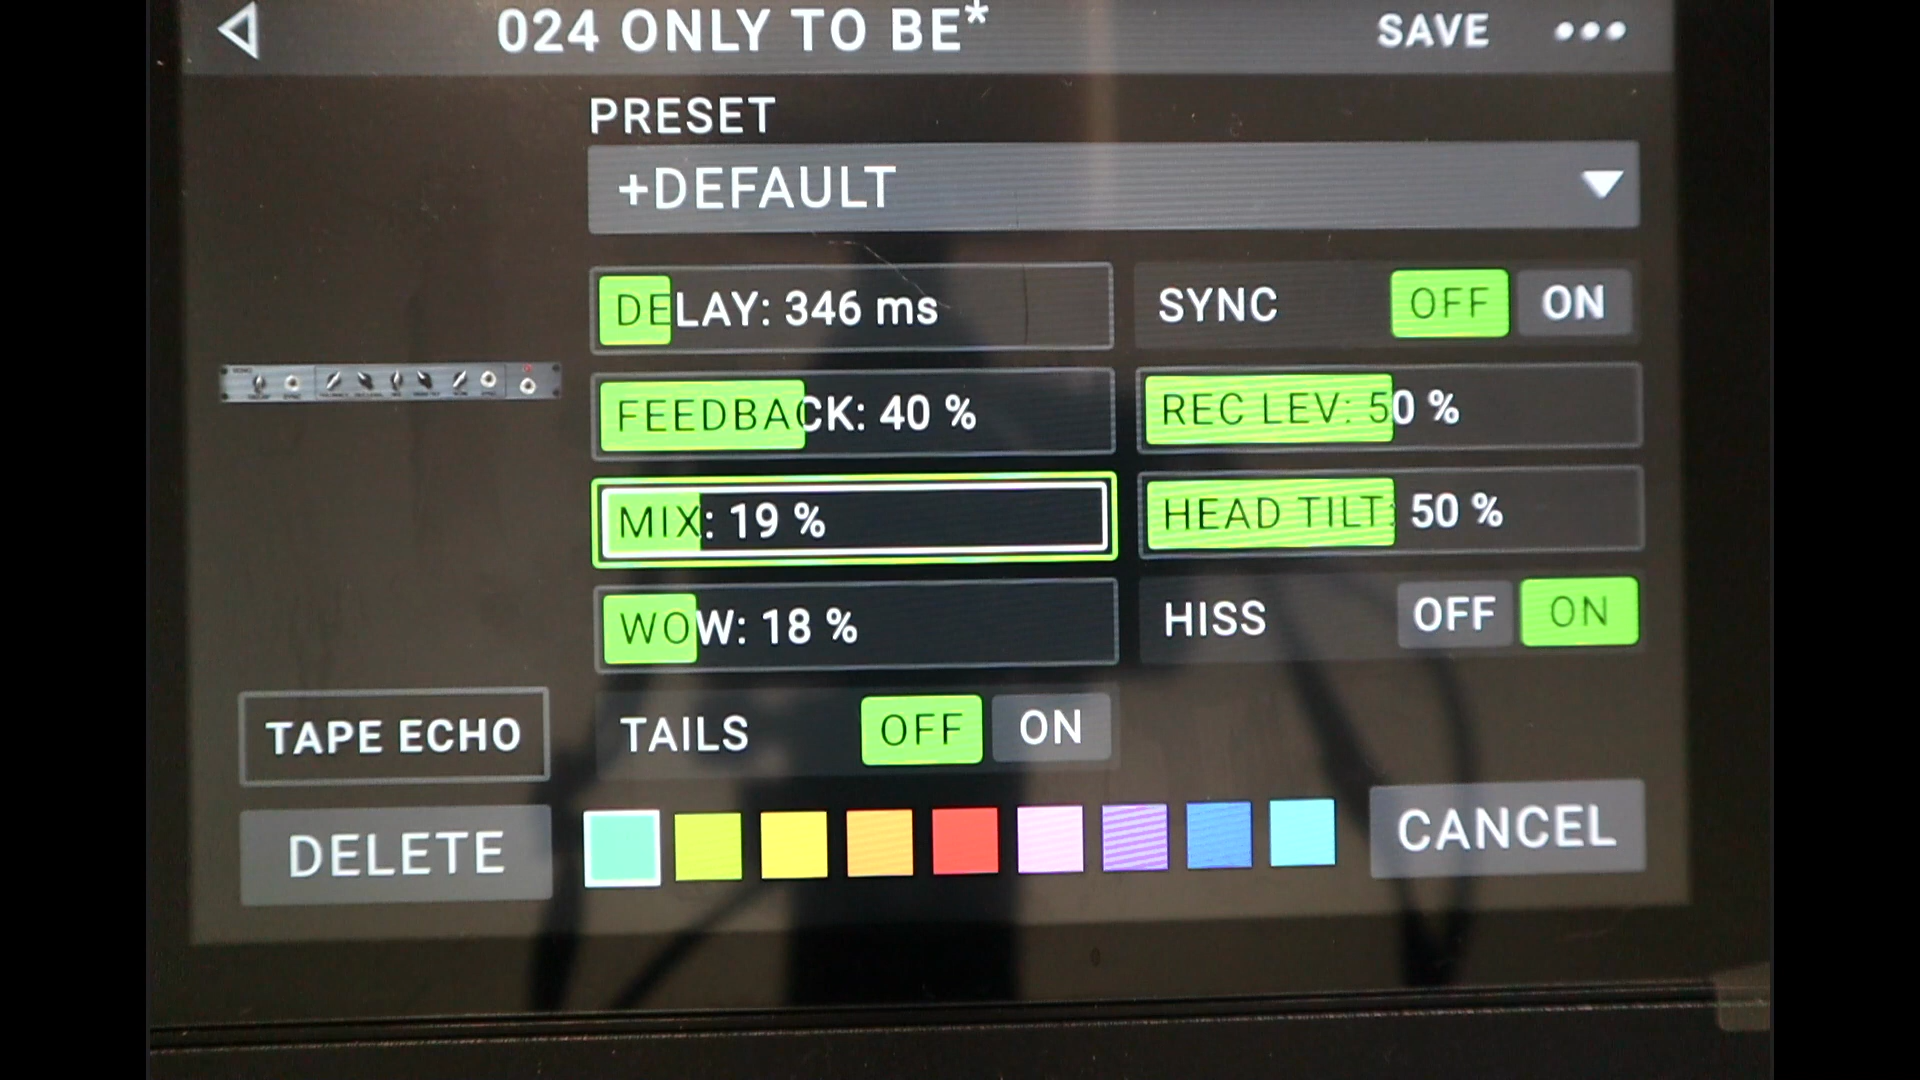 024 ONLY TO BE*
SAVE
PRESET
+DEFAULT
DELAY: 346 ms
SYNC OFF ON
FEEDBACK: 40 %
REC LEV: 50 %
MIX: 19 %
HEAD TILT: 50 %
WOW: 18 %
HISS OFF ON
TAPE ECHO
TAILS OFF ON
DELETE
CANCEL